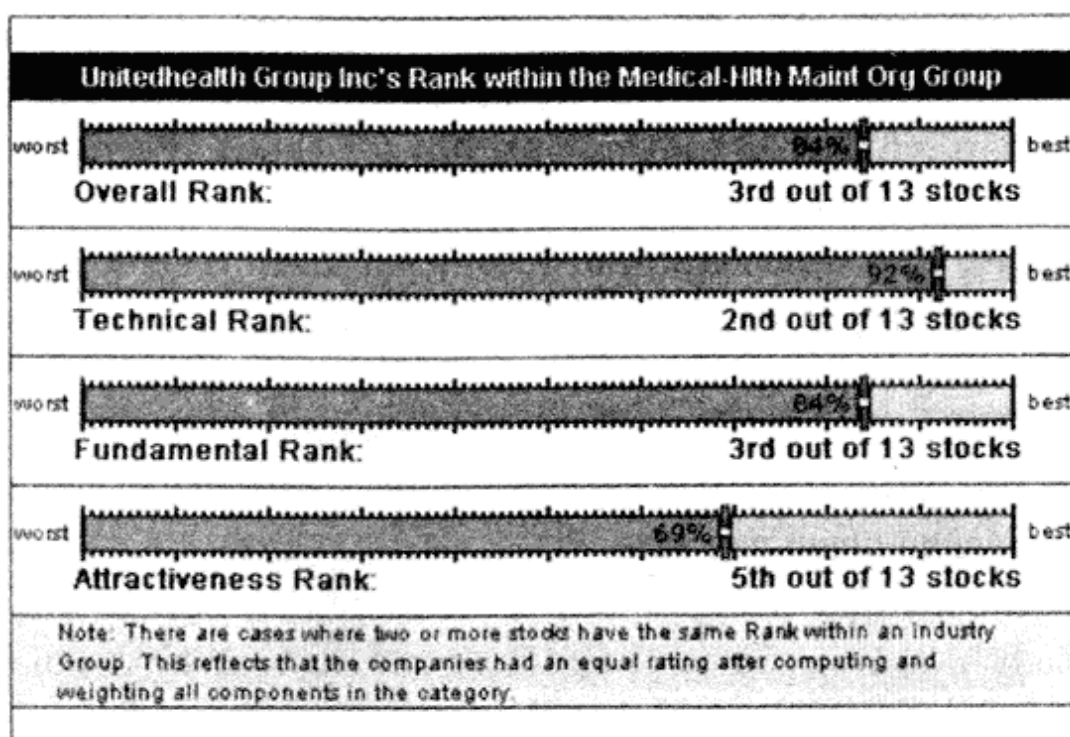 Unitedhealth Group Inc's Rank within the Medical-Hlth Maint Org Group
worst 84% best
Overall Rank: 3rd out of 13 stocks
worst 92% best
Technical Rank: 2nd out of 13 stocks
worst 84% best
Fundamental Rank: 3rd out of 13 stocks
worst 69% best
Attractiveness Rank: 5th out of 13 stocks
Note: There are cases where two or more stocks have the same Rank within an Industry
Group. This reflects that the companies had an equal rating after computing and
weighting all components in the category.